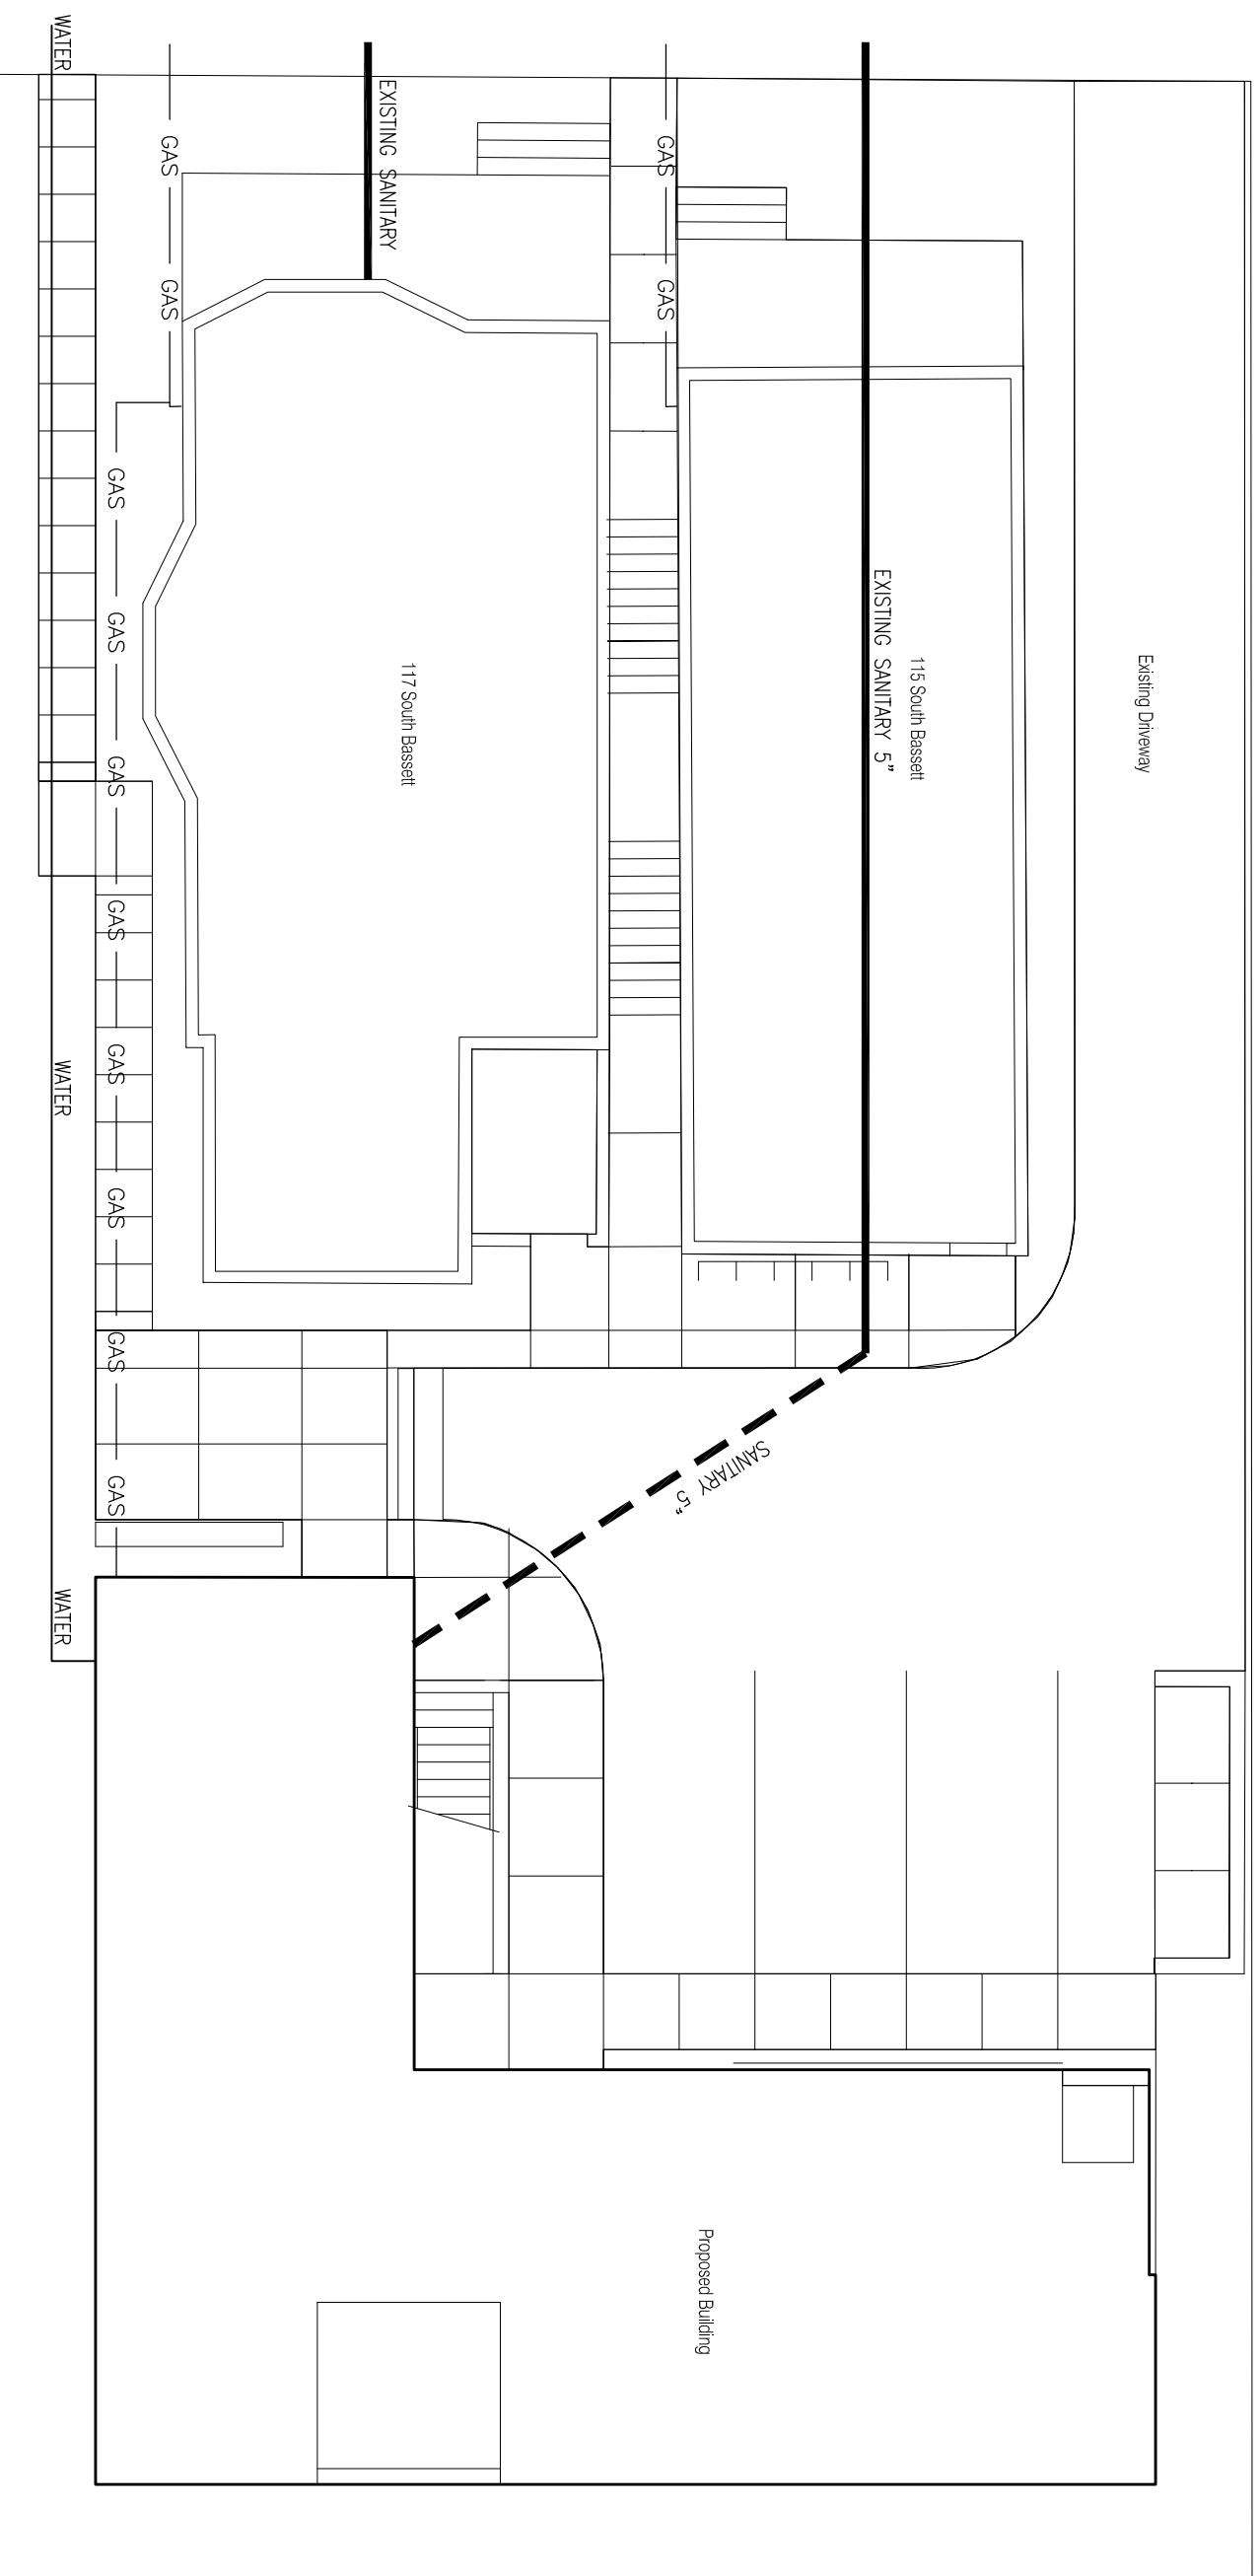 WATER
GAS
GAS
EXISTING SANITARY
GAS
GAS
GAS
GAS
GAS
GAS
GAS
GAS
GAS
GAS
117 South Bassett
EXISTING SANITARY 5"
115 South Bassett
Existing Driveway
WATER
SANITARY 5"
WATER
Proposed Building